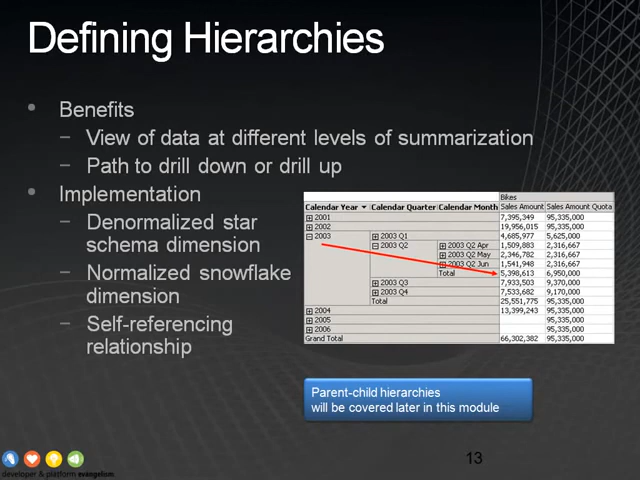 Defining Hierarchies
• Benefits
− View of data at different levels of summarization
− Path to drill down or drill up
• Implementation
− Denormalized star
schema dimension
− Normalized snowflake
dimension
− Self-referencing
relationship
Bikes
Calendar Year Calendar Quarter Calendar Month Sales Amount Sales Amount Quota
2001 7,395,349 95,335,000
2002 19,956,015 95,335,000
2003 2003 Q1 4,685,977 5,625,000
2003 Q2 2003 Q2 Apr 1,509,883 2,316,667
2003 Q2 May 2,346,782 2,316,667
2003 Q2 Jun 1,541,948 2,316,667
Total 5,398,613 6,950,000
2003 Q3 7,933,503 9,370,000
2003 Q4 7,533,682 9,170,000
Total 25,551,775 95,335,000
2004 13,399,243 95,335,000
2005 95,335,000
2006 95,335,000
Grand Total 66,302,382 95,335,000
Parent-child hierarchies
will be covered later in this module
13
developer & platform evangelism